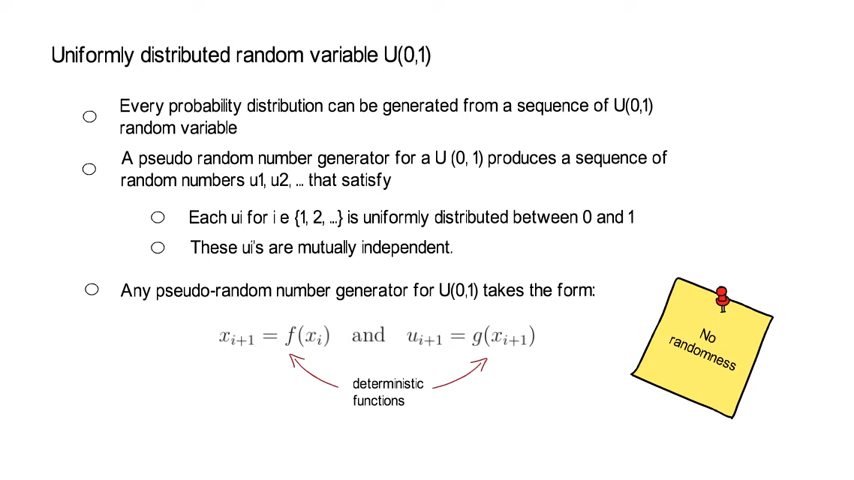 Uniformly distributed random variable U(0,1)
Every probability distribution can be generated from a sequence of U(0,1)
random variable
A pseudo random number generator for a U (0, 1) produces a sequence of
random numbers u1, u2, ... that satisfy
Each ui for i e {1, 2, ...} is uniformly distributed between 0 and 1
These ui's are mutually independent.
Any pseudo-random number generator for U(0,1) takes the form:
x_{i+1} = f(x_i) and u_{i+1} = g(x_{i+1})
deterministic
functions
No
randomness